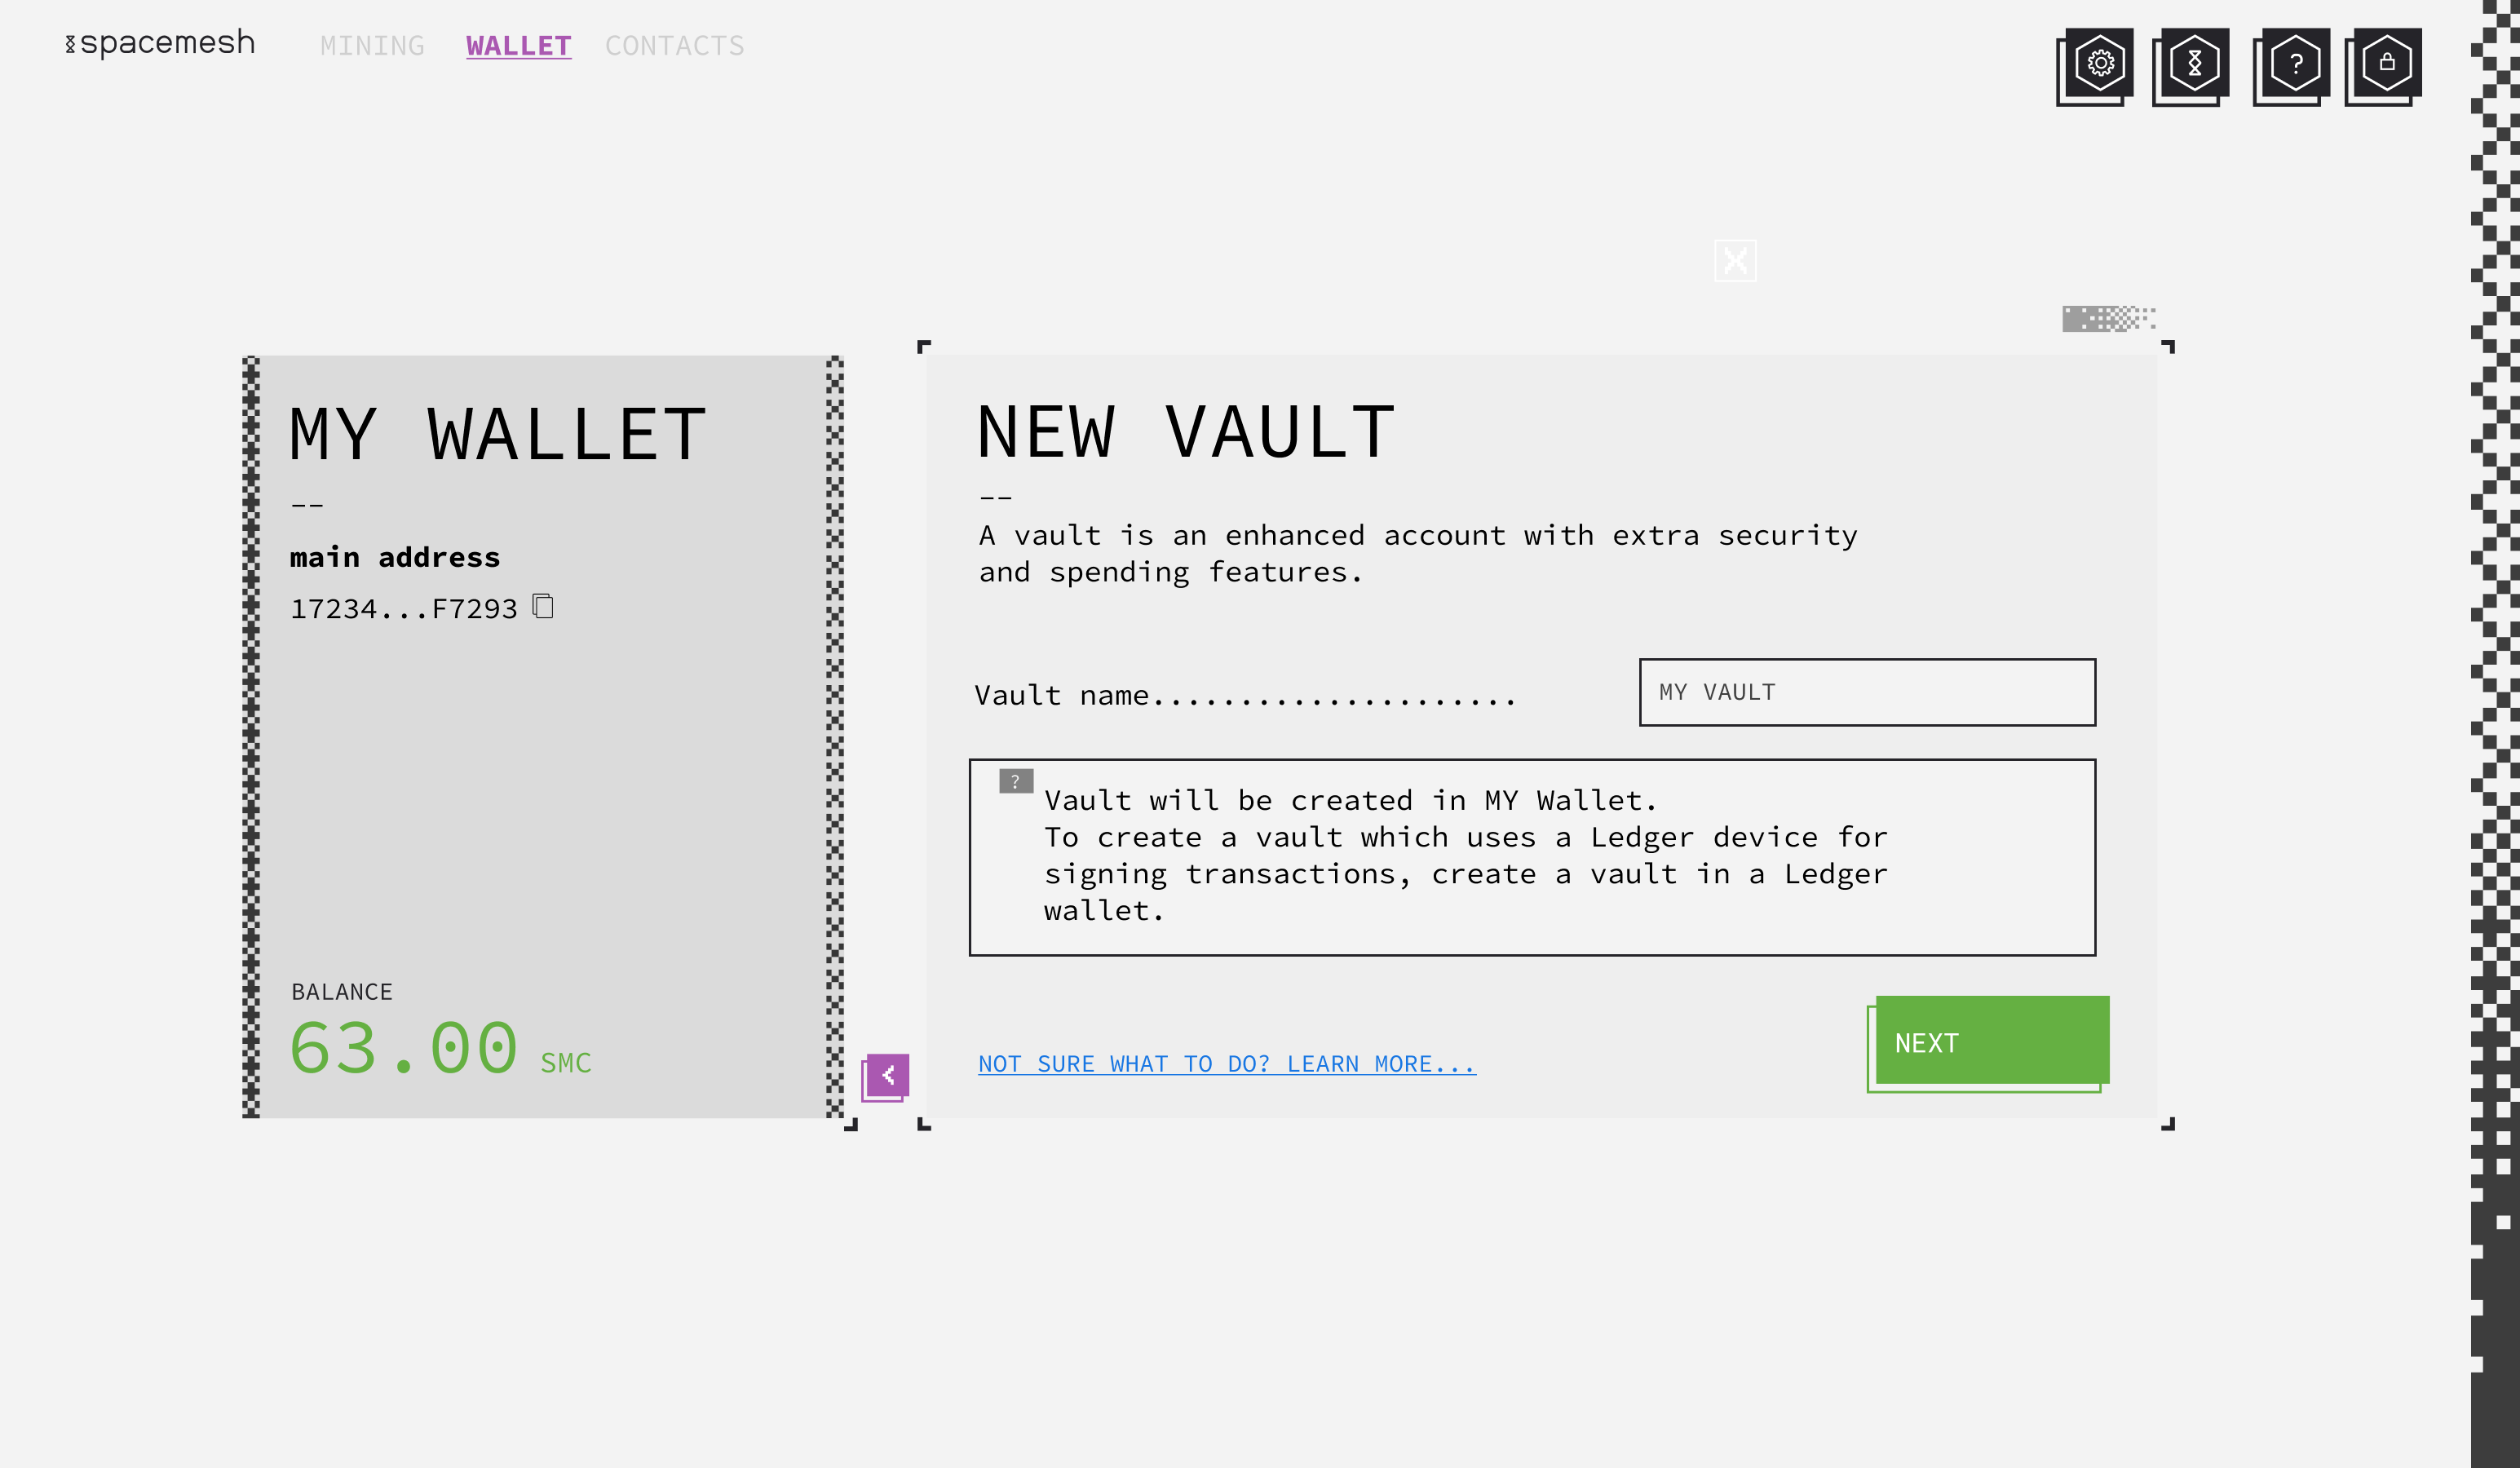 spacemesh
MINING WALLET CONTACTS
?
MY WALLET
--
main address
17234...F7293
BALANCE
63.00 SMC
NEW VAULT
--
A vault is an enhanced account with extra security
and spending features.
Vault name.....................
MY VAULT
?
Vault will be created in MY Wallet.
To create a vault which uses a Ledger device for
signing transactions, create a vault in a Ledger
wallet.
NOT SURE WHAT TO DO? LEARN MORE...
NEXT